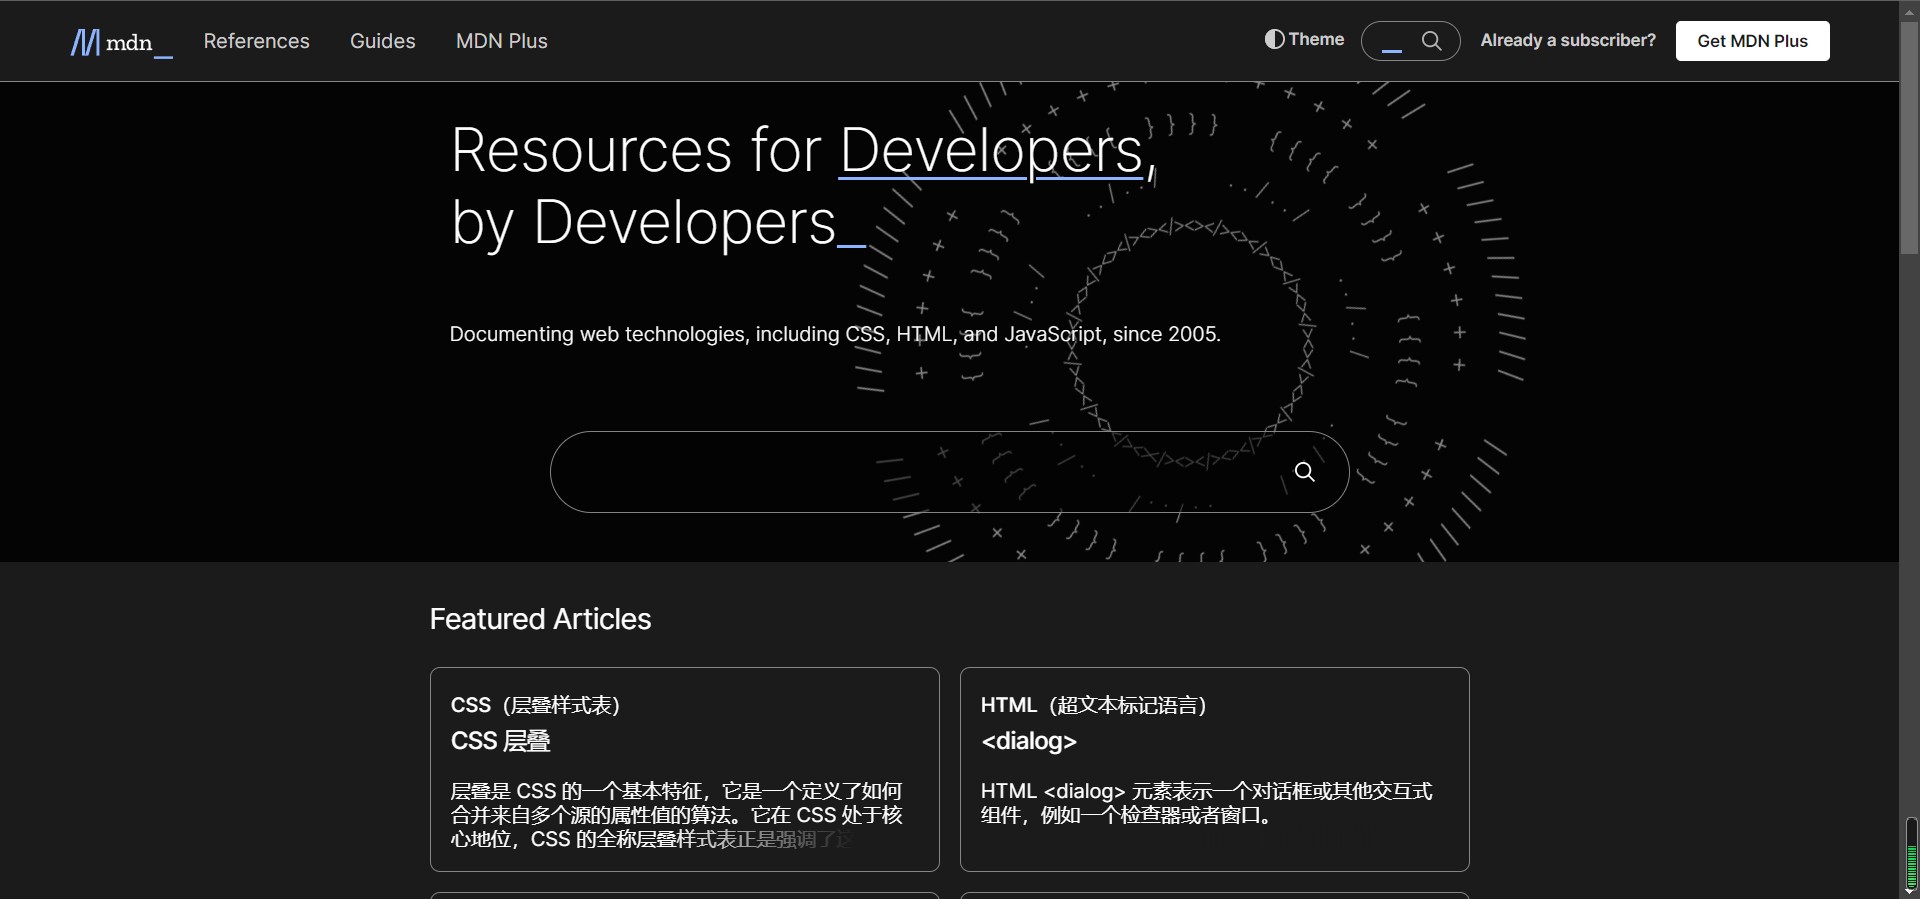 mdn_
References
Guides
MDN Plus
Theme
Already a subscriber?
Get MDN Plus
Resources for Developers,
by Developers_
Documenting web technologies, including CSS, HTML, and JavaScript, since 2005.
Featured Articles
CSS（层叠样式表）
CSS 层叠
层叠是 CSS 的一个基本特征，它是一个定义了如何
合并来自多个源的属性值的算法。它在 CSS 处于核
心地位，CSS 的全称层叠样式表正是强调了这
HTML（超文本标记语言）
<dialog>
HTML <dialog> 元素表示一个对话框或其他交互式
组件，例如一个检查器或者窗口。